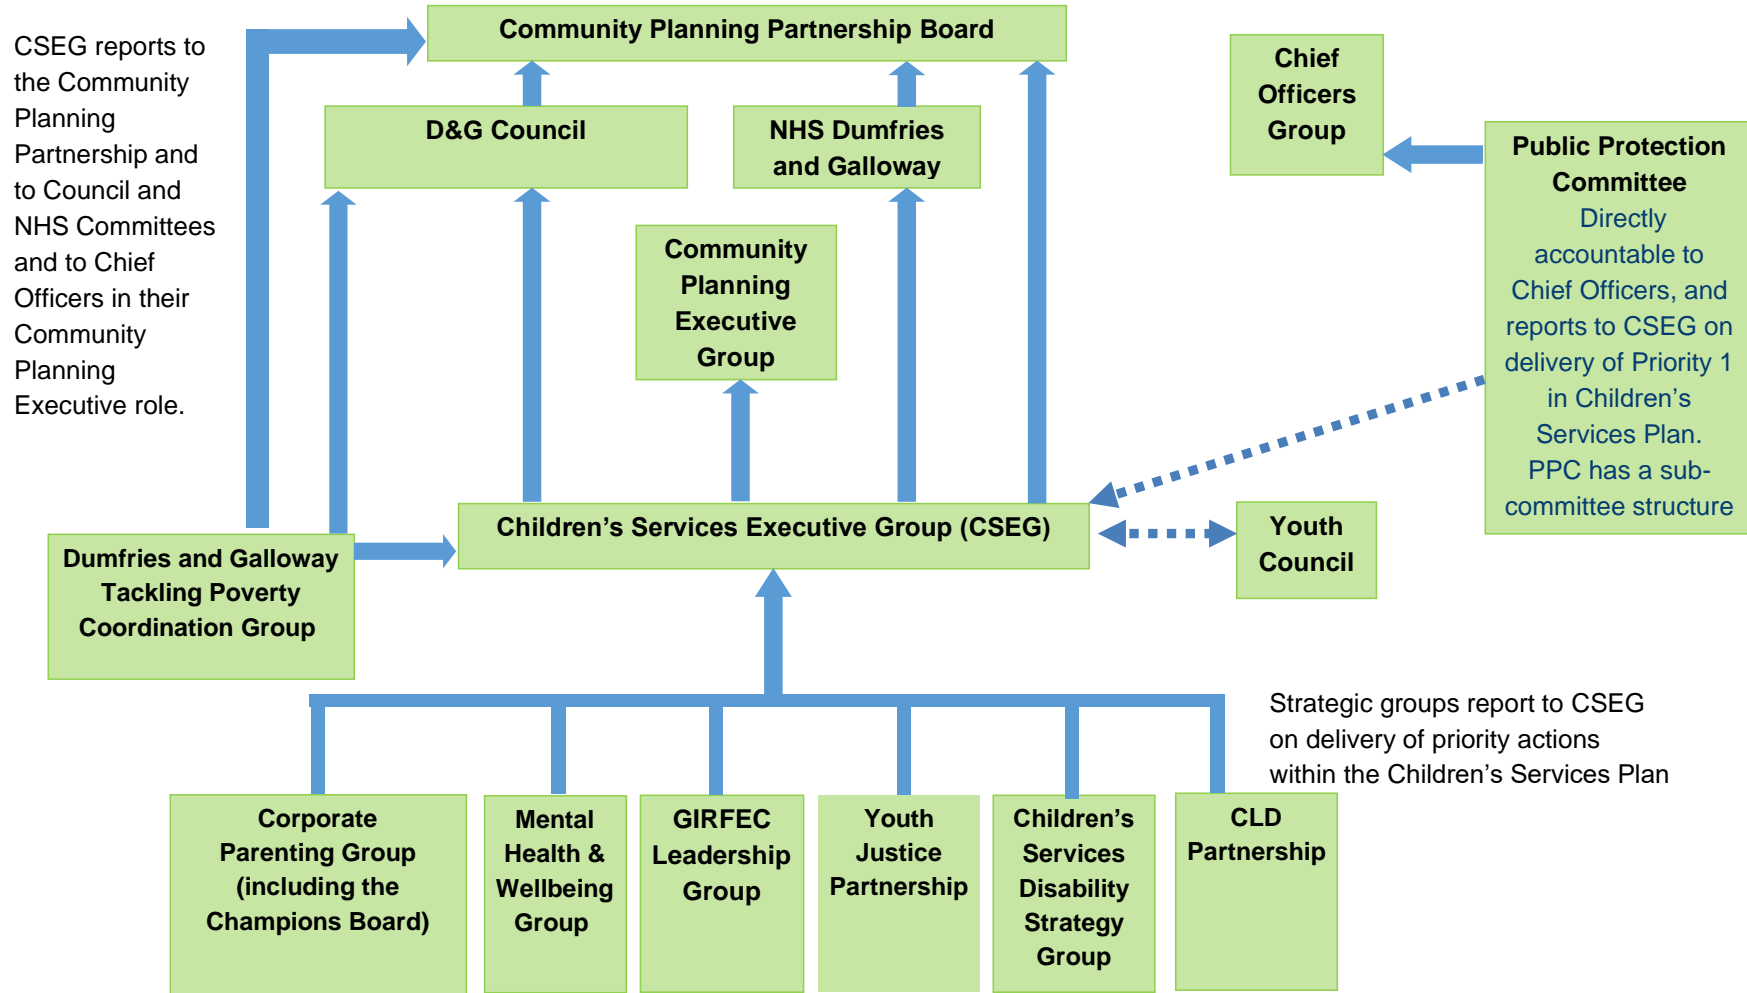 CSEG reports to
the Community
Planning
Partnership and
to Council and
NHS Committees
and to Chief
Officers in their
Community
Planning
Executive role.
Community Planning Partnership Board
D&G Council
NHS Dumfries
and Galloway
Community
Planning
Executive
Group
Chief
Officers
Group
Public Protection
Committee
Directly
accountable to
Chief Officers, and
reports to CSEG on
delivery of Priority 1
in Children’s
Services Plan.
PPC has a sub-
committee structure
Children’s Services Executive Group (CSEG)
Youth
Council
Dumfries and Galloway
Tackling Poverty
Coordination Group
Strategic groups report to CSEG
on delivery of priority actions
within the Children’s Services Plan
Corporate
Parenting Group
(including the
Champions Board)
Mental
Health &
Wellbeing
Group
GIRFEC
Leadership
Group
Youth
Justice
Partnership
Children’s
Services
Disability
Strategy
Group
CLD
Partnership